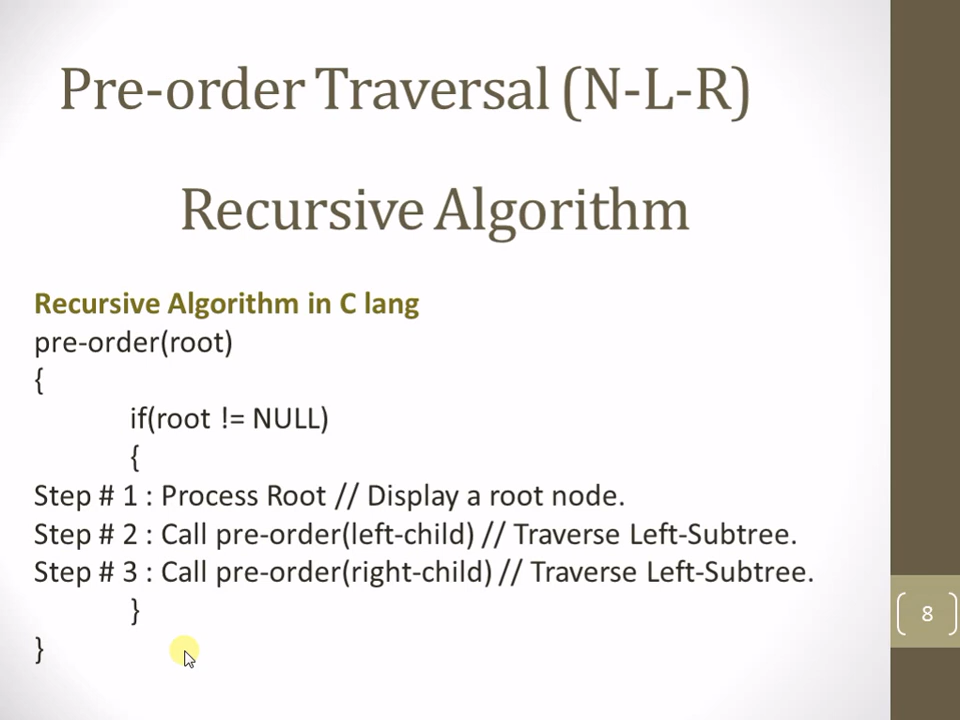 Pre-order Traversal (N-L-R)
Recursive Algorithm
Recursive Algorithm in C lang
pre-order(root)
{
if(root != NULL)
{
Step # 1 : Process Root // Display a root node.
Step # 2 : Call pre-order(left-child) // Traverse Left-Subtree.
Step # 3 : Call pre-order(right-child) // Traverse Left-Subtree.
}
}
8